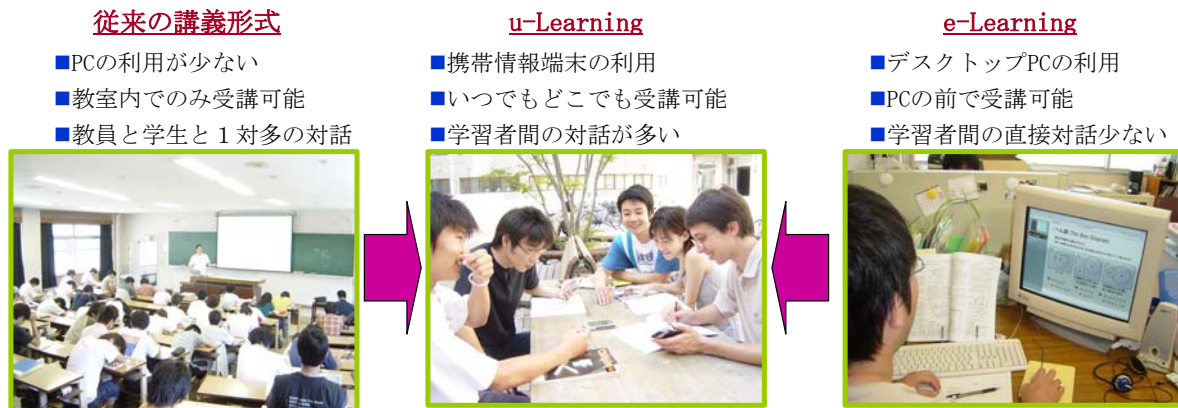 従来の講義形式
■PCの利用が少ない
■教室内でのみ受講可能
■教員と学生と１対多の対話
u-Learning
■携帯情報端末の利用
■いつでもどこでも受講可能
■学習者間の対話が多い
e-Learning
■デスクトップPCの利用
■PCの前で受講可能
■学習者間の直接対話少ない